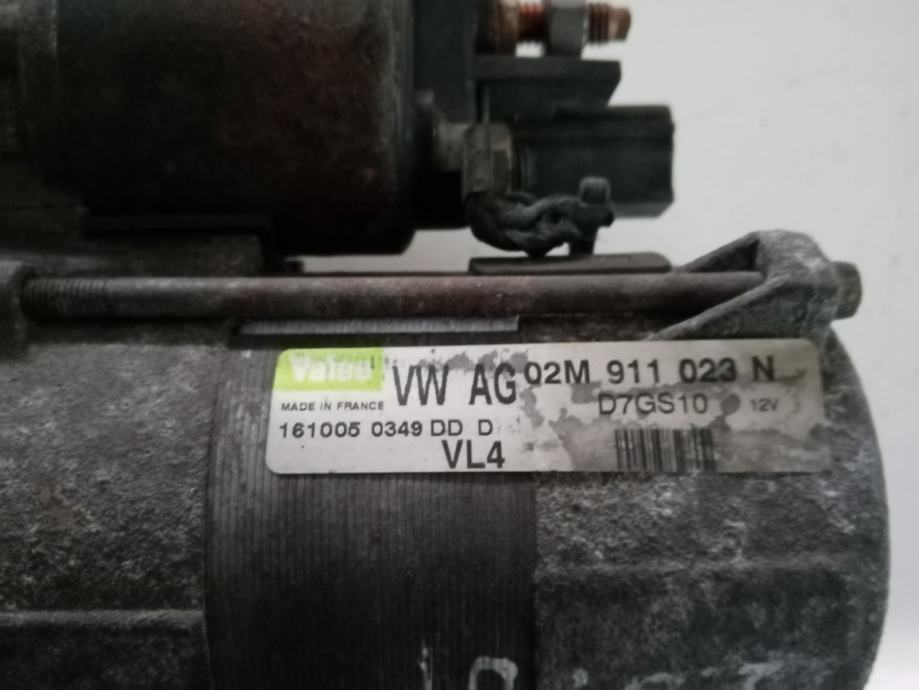 Valeo VW AG 02M 911 023 N
MADE IN FRANCE D7GS10 12V
161005 0349 DD D
VL4